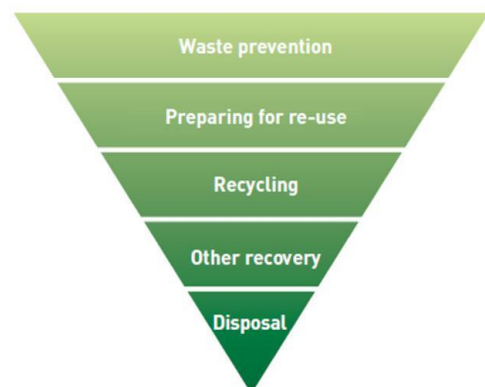 Waste prevention
Preparing for re-use
Recycling
Other recovery
Disposal